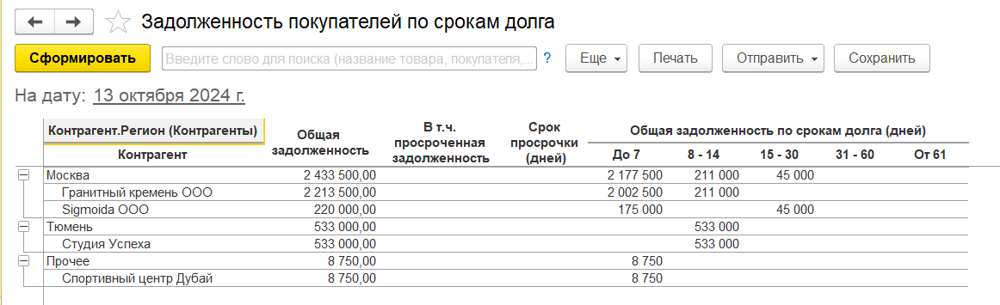 Задолженность покупателей по срокам долга
Сформировать Введите слово для поиска (название товара, покупателя,... ? Еще Печать Отправить Сохранить
На дату: 13 октября 2024 г.
Контрагент.Регион (Контрагенты) Общая задолженность В т.ч. просроченная задолженность Срок просрочки (дней) Общая задолженность по срокам долга (дней)
Контрагент До 7 8 - 14 15 - 30 31 - 60 От 61
Москва 2 433 500,00 2 177 500 211 000 45 000
Гранитный кремень ООО 2 213 500,00 2 002 500 211 000
Sigmoida ООО 220 000,00 175 000 45 000
Тюмень 533 000,00 533 000
Студия Успеха 533 000,00 533 000
Прочее 8 750,00 8 750
Спортивный центр Дубай 8 750,00 8 750